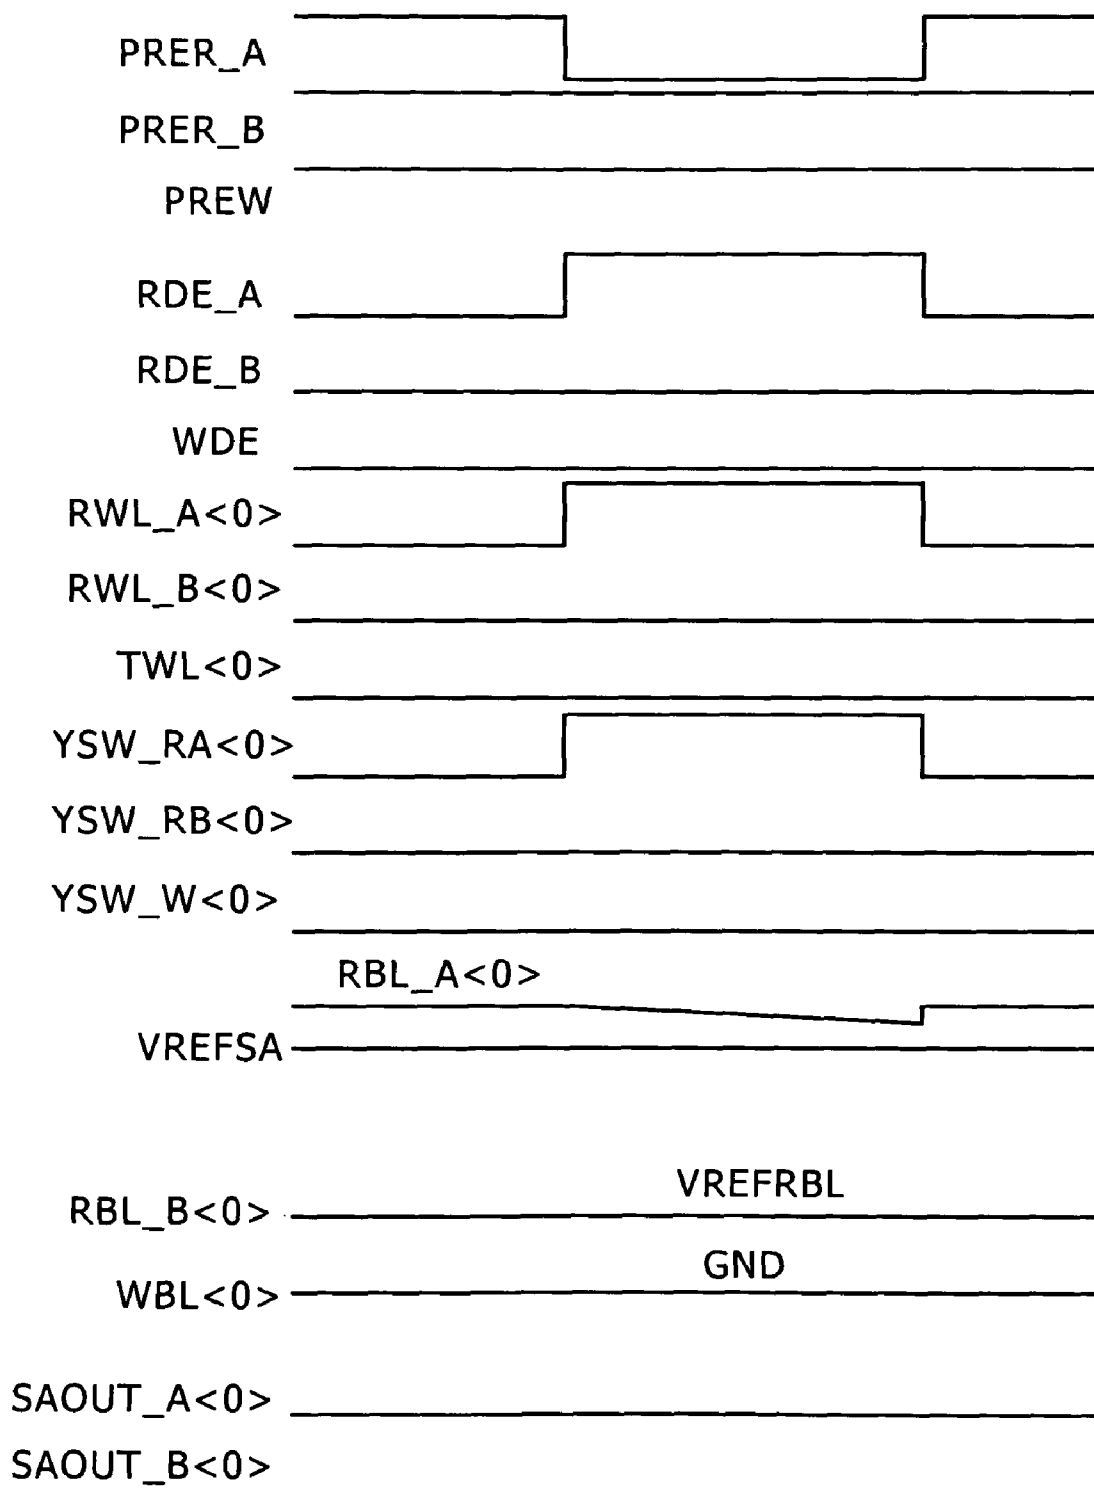 PRER_A
PRER_B
PREW
RDE_A
RDE_B
WDE
RWL_A<0>
RWL_B<0>
TWL<0>
YSW_RA<0>
YSW_RB<0>
YSW_W<0>
RBL_A<0>
VREFSA
VREFRBL
RBL_B<0>
GND
WBL<0>
SAOUT_A<0>
SAOUT_B<0>